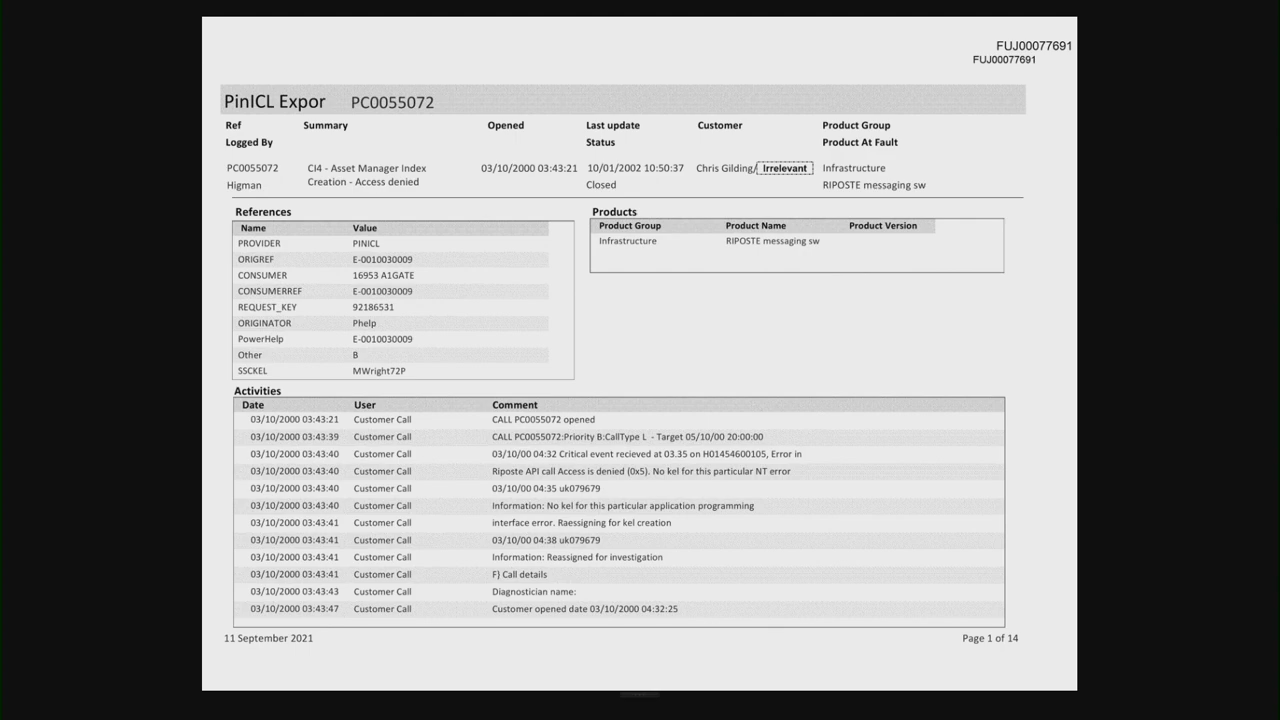 FUJ00077691
FUJ00077691
PinICL Expor PC0055072
Ref Summary Opened Last update Customer Product Group
Logged By Status Product At Fault
PC0055072 CI4 - Asset Manager Index 03/10/2000 03:43:21 10/01/2002 10:50:37 Chris Gilding/ Irrelevant Infrastructure
Higman Creation - Access denied Closed RIPOSTE messaging sw
References
Name Value
PROVIDER PINICL
ORIGREF E-0010030009
CONSUMER 16953 A1GATE
CONSUMERREF E-0010030009
REQUEST_KEY 92186531
ORIGINATOR Phelp
PowerHelp E-0010030009
Other B
SSCKEL MWright72P
Products
Product Group Product Name Product Version
Infrastructure RIPOSTE messaging sw
Activities
Date User Comment
03/10/2000 03:43:21 Customer Call CALL PC0055072 opened
03/10/2000 03:43:39 Customer Call CALL PC0055072:Priority B:CallType L - Target 05/10/00 20:00:00
03/10/2000 03:43:40 Customer Call 03/10/00 04:32 Critical event recieved at 03.35 on H01454600105, Error in
03/10/2000 03:43:40 Customer Call Riposte API call Access is denied (0x5). No kel for this particular NT error
03/10/2000 03:43:40 Customer Call 03/10/00 04:35 uk079679
03/10/2000 03:43:40 Customer Call Information: No kel for this particular application programming
03/10/2000 03:43:41 Customer Call interface error. Raessigning for kel creation
03/10/2000 03:43:41 Customer Call 03/10/00 04:38 uk079679
03/10/2000 03:43:41 Customer Call Information: Reassigned for investigation
03/10/2000 03:43:41 Customer Call F} Call details
03/10/2000 03:43:43 Customer Call Diagnostician name:
03/10/2000 03:43:47 Customer Call Customer opened date 03/10/2000 04:32:25
11 September 2021 Page 1 of 14